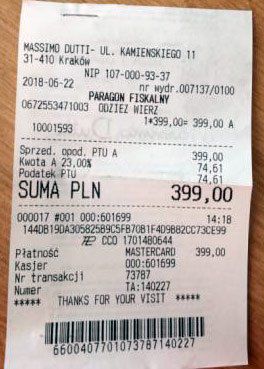 MASSIMO DUTTI- UL. KAMIENSKIEGO 11
31-410 Kraków
NIP 107-000-93-37
2018-06-22 nr wydr.007137/0100
PARAGON FISKALNY
0672553471003 ODZIEZ WIERZ
1*399,00= 399,00 A
10001593
Sprzed. opod. PTU A 399,00
Kwota A 23,00% 74,61
Podatek PTU 74,61
SUMA PLN 399,00
000017 #001 000:601699 14:18
144DB19DA305825B9C5FB70B1F4D9B82CC73CE99
CCO 1701480644
Płatność MASTERCARD 399,00
Kasjer 000:601699
Nr transakcji 73787
Numer TA:140227
***** THANKS FOR YOUR VISIT *****
6600407701073787140227